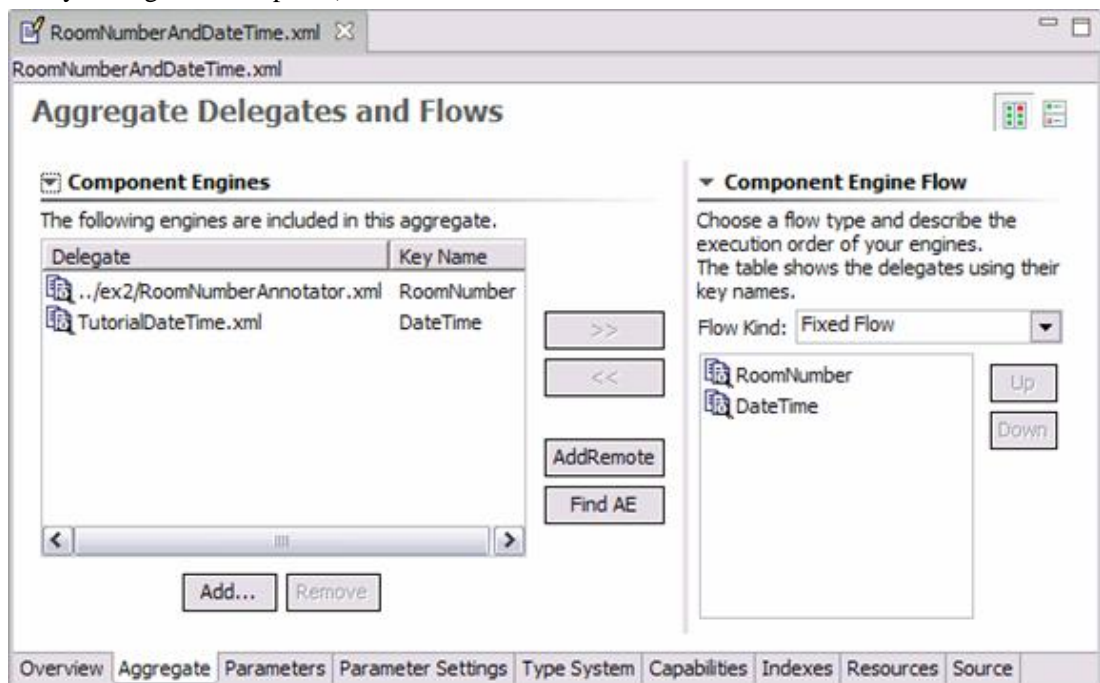 RoomNumberAndDateTime.xml
RoomNumberAndDateTime.xml
Aggregate Delegates and Flows
Component Engines
The following engines are included in this aggregate.
Delegate Key Name
../ex2/RoomNumberAnnotator.xml RoomNumber
TutorialDateTime.xml DateTime
>>
<<
AddRemote
Find AE
Add... Remove
Component Engine Flow
Choose a flow type and describe the
execution order of your engines.
The table shows the delegates using their
key names.
Flow Kind: Fixed Flow
RoomNumber
DateTime
Up
Down
Overview Aggregate Parameters Parameter Settings Type System Capabilities Indexes Resources Source